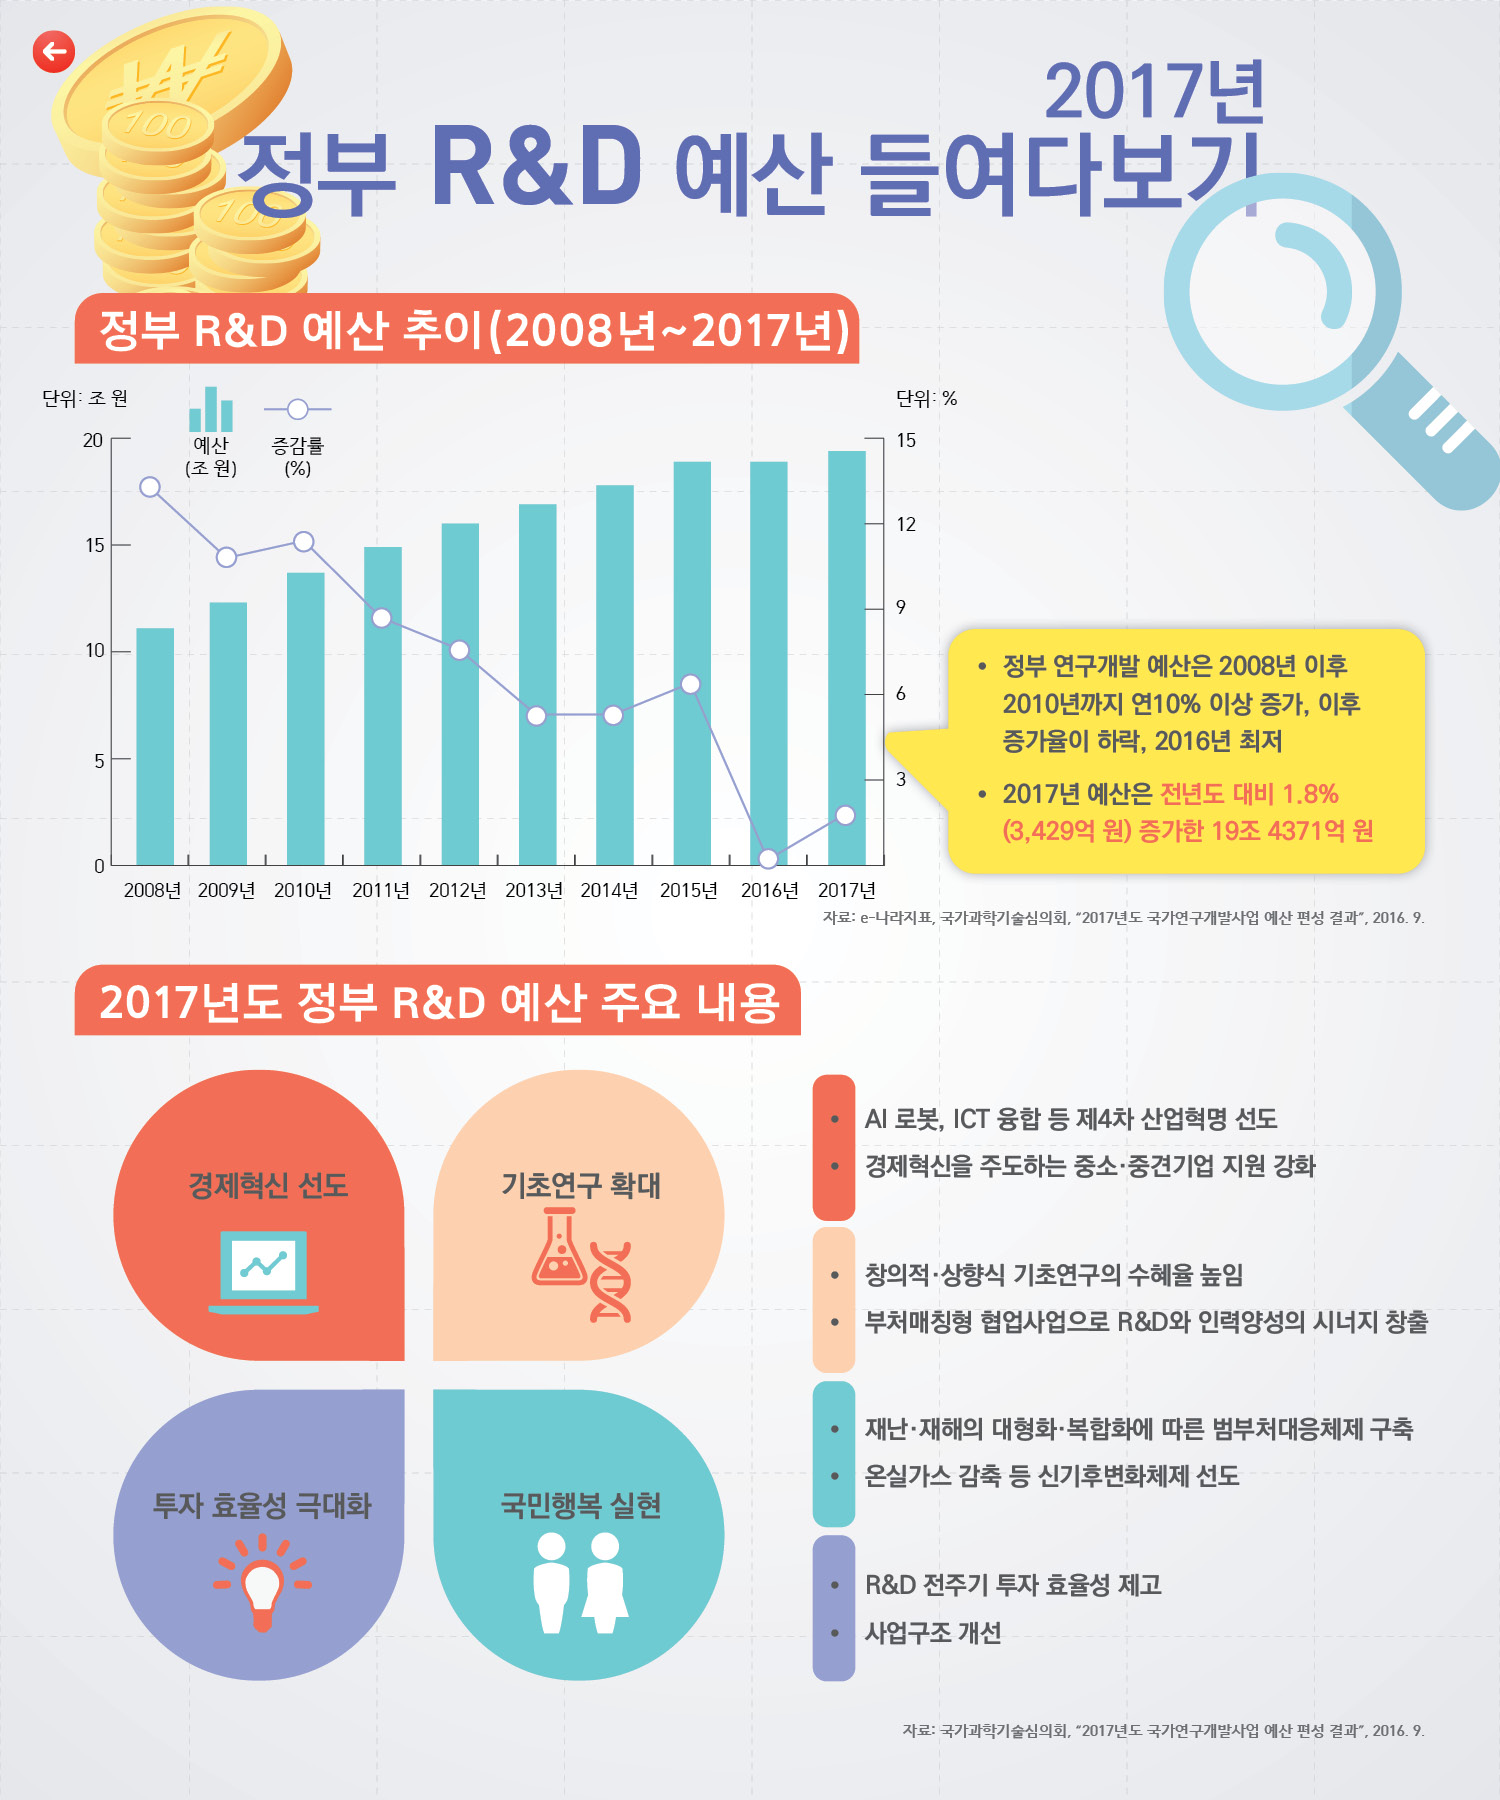 2017년
정부 R&D 예산 들여다보기
100
100
정부 R&D 예산 추이(2008년~2017년)
단위: 조 원
단위: %
예산
(조 원)
증감률
(%)
20
15
10
5
0
15
12
9
6
3
2008년 2009년 2010년 2011년 2012년 2013년 2014년 2015년 2016년 2017년
• 정부 연구개발 예산은 2008년 이후
2010년까지 연10% 이상 증가, 이후
증가율이 하락, 2016년 최저
• 2017년 예산은 전년도 대비 1.8%
(3,429억 원) 증가한 19조 4371억 원
자료: e-나라지표, 국가과학기술심의회, “2017년도 국가연구개발사업 예산 편성 결과”, 2016. 9.
2017년도 정부 R&D 예산 주요 내용
경제혁신 선도
기초연구 확대
투자 효율성 극대화
국민행복 실현
• AI 로봇, ICT 융합 등 제4차 산업혁명 선도
• 경제혁신을 주도하는 중소·중견기업 지원 강화
• 창의적·상향식 기초연구의 수혜율 높임
• 부처매칭형 협업사업으로 R&D와 인력양성의 시너지 창출
• 재난·재해의 대형화·복합화에 따른 범부처대응체제 구축
• 온실가스 감축 등 신기후변화체제 선도
• R&D 전주기 투자 효율성 제고
• 사업구조 개선
자료: 국가과학기술심의회, “2017년도 국가연구개발사업 예산 편성 결과”, 2016. 9.